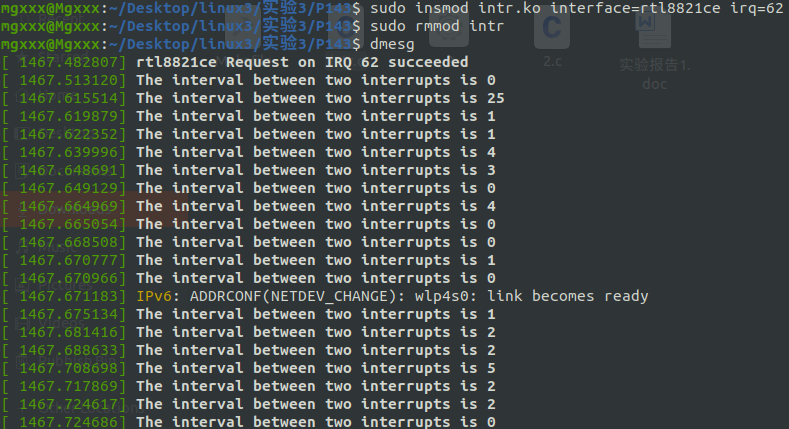 mgxxx@Mgxxx:~/Desktop/linux3/实验3/P143$ sudo insmod intr.ko interface=rtl8821ce irq=62
mgxxx@Mgxxx:~/Desktop/linux3/实验3/P143$ sudo rmmod intr
mgxxx@Mgxxx:~/Desktop/linux3/实验3/P143$ dmesg
[ 1467.482807] rtl8821ce Request on IRQ 62 succeeded
[ 1467.513120] The interval between two interrupts is 0
[ 1467.615514] The interval between two interrupts is 25
[ 1467.619879] The interval between two interrupts is 1
[ 1467.622352] The interval between two interrupts is 1
[ 1467.639996] The interval between two interrupts is 4
[ 1467.648691] The interval between two interrupts is 3
[ 1467.649129] The interval between two interrupts is 0
[ 1467.664969] The interval between two interrupts is 4
[ 1467.665054] The interval between two interrupts is 0
[ 1467.668508] The interval between two interrupts is 0
[ 1467.670777] The interval between two interrupts is 1
[ 1467.670966] The interval between two interrupts is 0
[ 1467.671183] IPv6: ADDRCONF(NETDEV_CHANGE): wlp4s0: link becomes ready
[ 1467.675134] The interval between two interrupts is 1
[ 1467.681416] The interval between two interrupts is 2
[ 1467.688633] The interval between two interrupts is 2
[ 1467.708698] The interval between two interrupts is 5
[ 1467.717869] The interval between two interrupts is 2
[ 1467.724617] The interval between two interrupts is 2
[ 1467.724686] The interval between two interrupts is 0
2.c
实验报告1.
doc